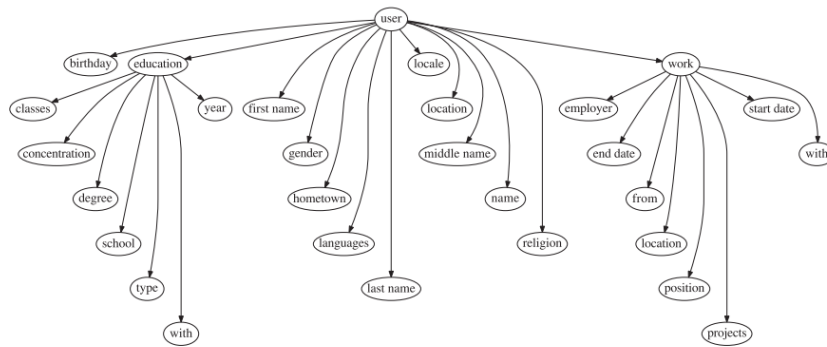 user
birthday
education
locale
work
classes
year
first name
location
employer
start date
concentration
gender
middle name
end date
with
degree
hometown
name
from
school
languages
religion
location
type
last name
position
with
projects